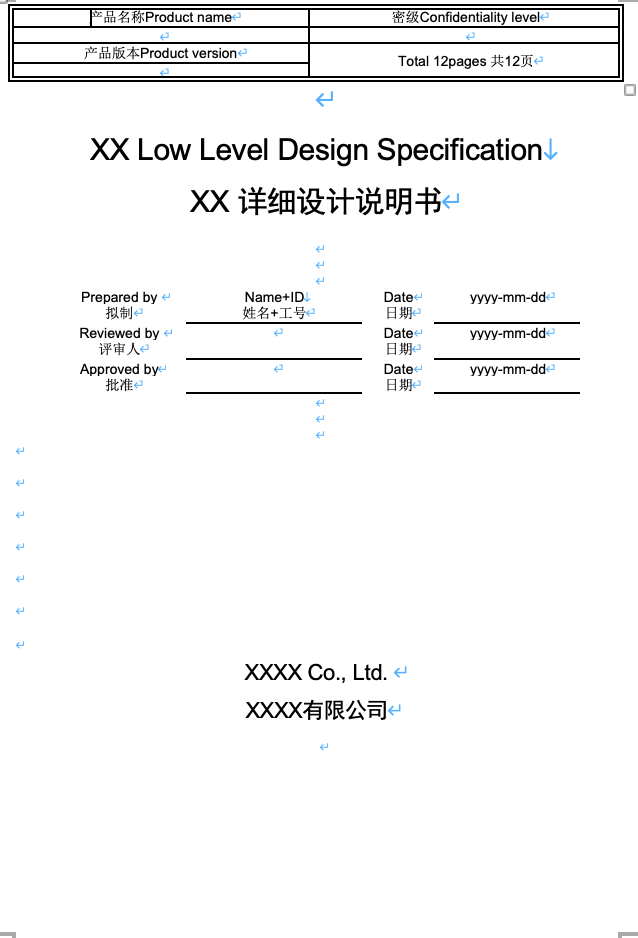 产品名称Product name
密级Confidentiality level
产品版本Product version
Total 12pages 共12页
XX Low Level Design Specification
XX 详细设计说明书
Prepared by
拟制
Name+ID
姓名+工号
Date
日期
yyyy-mm-dd
Reviewed by
评审人
Date
日期
yyyy-mm-dd
Approved by
批准
Date
日期
yyyy-mm-dd
XXXX Co., Ltd.
XXXX有限公司